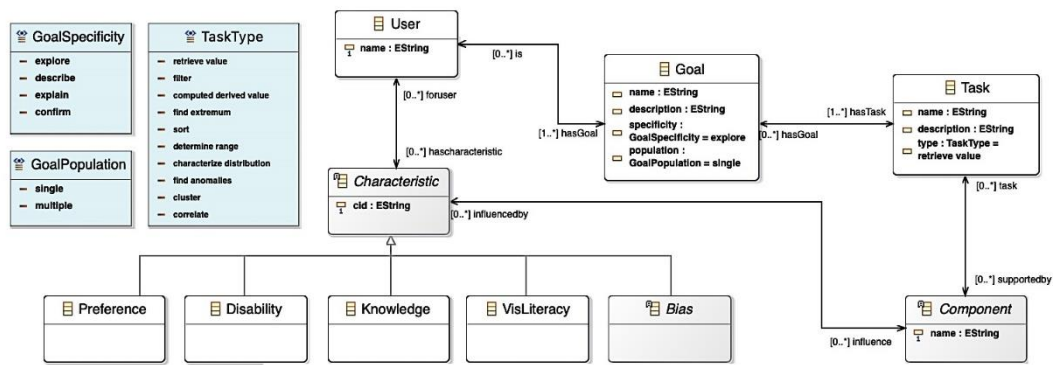 GoalSpecificity
explore
describe
explain
confirm
GoalPopulation
single
multiple
TaskType
retrieve value
filter
computed derived value
find extremum
sort
determine range
characterize distribution
find anomalies
cluster
correlate
User
name : EString
[0..*] is
[0..*] foruser
[0..*] hascharacteristic
[1..*] hasGoal
Goal
name : EString
description : EString
specificity :
GoalSpecificity = explore
population :
GoalPopulation = single
[1..*] hasTask
[0..*] hasGoal
Task
name : EString
description : EString
type : TaskType =
retrieve value
[0..*] task
[0..*] supportedby
Characteristic
cid : EString
[0..*] influencedby
Preference
Disability
Knowledge
VisLiteracy
Bias
[0..*] influence
Component
name : EString